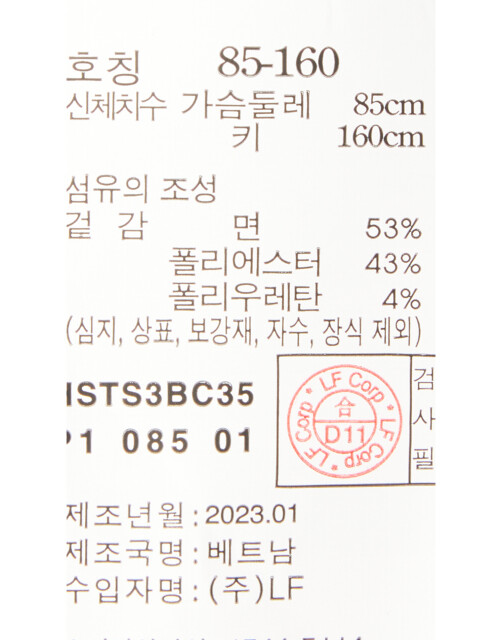 호칭 85-160
신체치수 가슴둘레 85cm
키 160cm
섬유의 조성
겉 감 면 53%
폴리에스터 43%
폴리우레탄 4%
(심지, 상표, 보강재, 자수, 장식 제외)
STS3BC35
1 085 01
LF Corp • LF Corp • LF Corp •
合
D11
검
사
필
제조년월 : 2023.01
제조국명 : 베트남
수입자명 : (주)LF